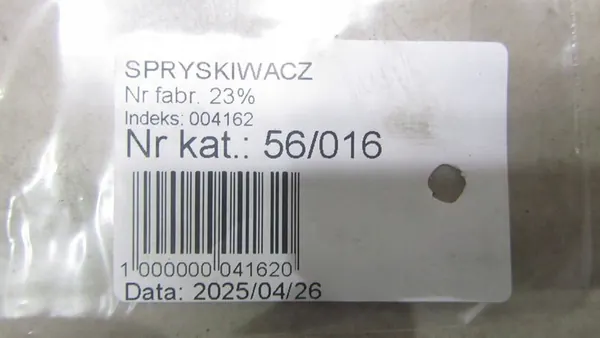 SPRYSKIWACZ
Nr fabr. 23%
Indeks: 004162
Nr kat.: 56/016
1 000000 041620
Data: 2025/04/26